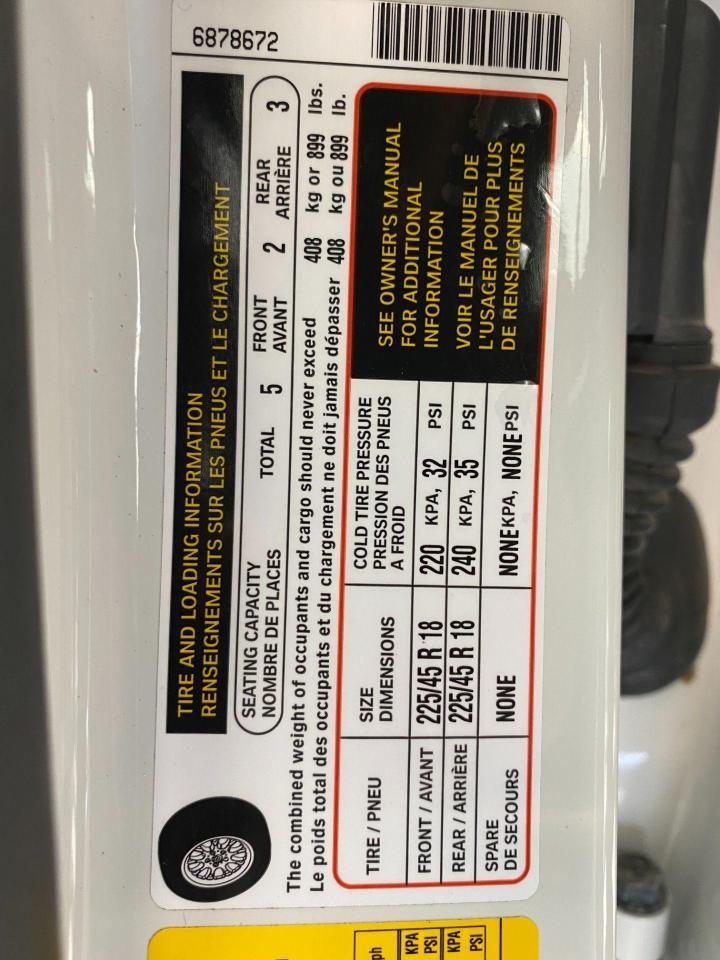 6878672
TIRE AND LOADING INFORMATION
RENSEIGNEMENTS SUR LES PNEUS ET LE CHARGEMENT
SEATING CAPACITY TOTAL 5 FRONT 2 REAR 3
NOMBRE DE PLACES AVANT ARRIÈRE
The combined weight of occupants and cargo should never exceed 408 kg or 899 lbs.
Le poids total des occupants et du chargement ne doit jamais dépasser 408 kg ou 899 lb.
TIRE / PNEU
SIZE
DIMENSIONS
COLD TIRE PRESSURE
PRESSION DES PNEUS
A FROID
SEE OWNER'S MANUAL
FOR ADDITIONAL
INFORMATION
VOIR LE MANUEL DE
L'USAGER POUR PLUS
DE RENSEIGNEMENTS
FRONT / AVANT 225/45 R 18 220 KPA, 32 PSI
REAR / ARRIÈRE 225/45 R 18 240 KPA, 35 PSI
SPARE
DE SECOURS
NONE NONE KPA, NONE PSI
ph
KPA
PSI
KPA
PSI